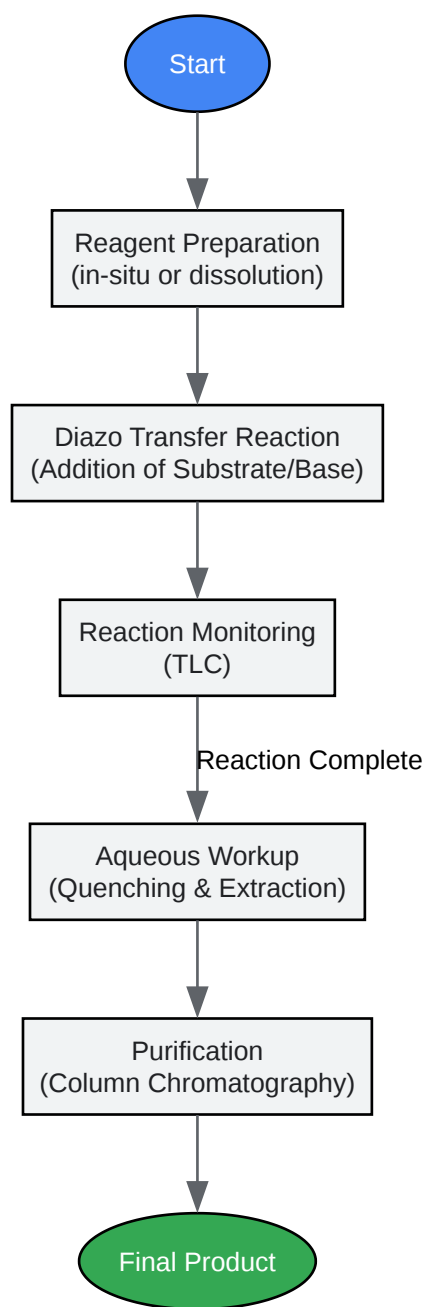 Start
Reagent Preparation
(in-situ or dissolution)
Diazo Transfer Reaction
(Addition of Substrate/Base)
Reaction Monitoring
(TLC)
Reaction Complete
Aqueous Workup
(Quenching & Extraction)
Purification
(Column Chromatography)
Final Product